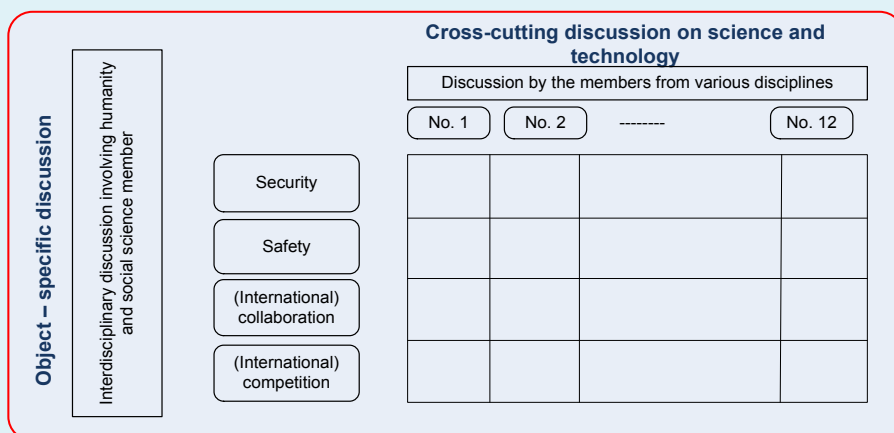 Cross-cutting discussion on science and
technology
Discussion by the members from various disciplines
No. 1
No. 2
--------
No. 12
Object – specific discussion
Interdisciplinary discussion involving humanity
and social science member
Security
Safety
(International)
collaboration
(International)
competition